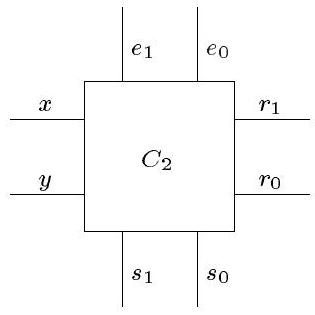 e₁ e₀
x r₁
C₂
y r₀
s₁ s₀